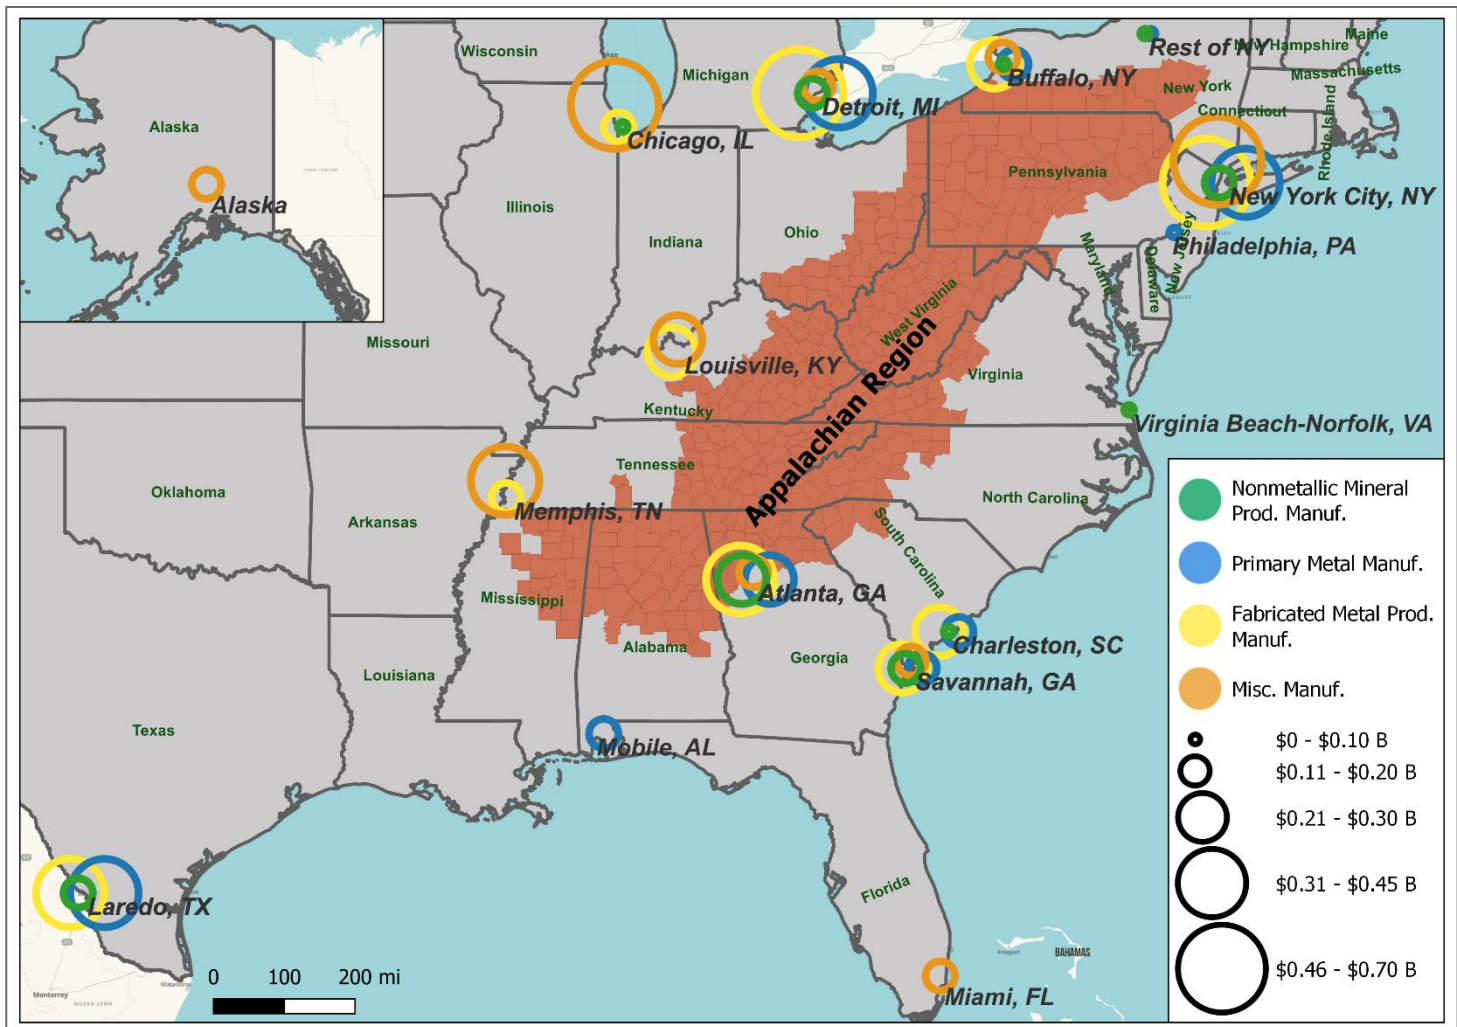 Wisconsin
Michigan
Rest of NY
New Hampshire
Maine
Massachusetts
Buffalo, NY
New York
Connecticut
Rhode Island
Detroit, MI
Chicago, IL
Alaska
Alaska
Pennsylvania
New York City, NY
Illinois
Indiana
Ohio
New Jersey
Philadelphia, PA
Maryland
Delaware
West Virginia
Missouri
Louisville, KY
Virginia
Appalachian Region
Kentucky
Virginia Beach-Norfolk, VA
Tennessee
Oklahoma
Arkansas
Memphis, TN
North Carolina
South Carolina
Mississippi
Atlanta, GA
Alabama
Georgia
Charleston, SC
Savannah, GA
Louisiana
Texas
Mobile, AL
Florida
Laredo, TX
Miami, FL
BAHAMAS
Freeport
Monterrey
NUEVO LEÓN
Matamoros
0 100 200 mi
Nonmetallic Mineral
Prod. Manuf.
Primary Metal Manuf.
Fabricated Metal Prod.
Manuf.
Misc. Manuf.
$0 - $0.10 B
$0.11 - $0.20 B
$0.21 - $0.30 B
$0.31 - $0.45 B
$0.46 - $0.70 B